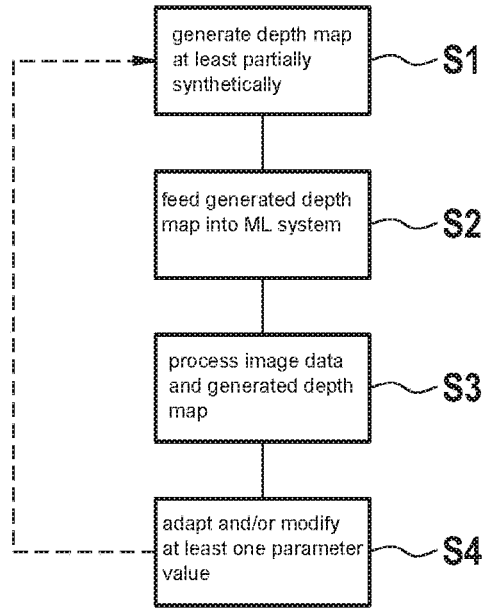 generate depth map
at least partially
synthetically
S1
feed generated depth
map into ML system
S2
process image data
and generated depth
map
S3
adapt and/or modify
at least one parameter
value
S4